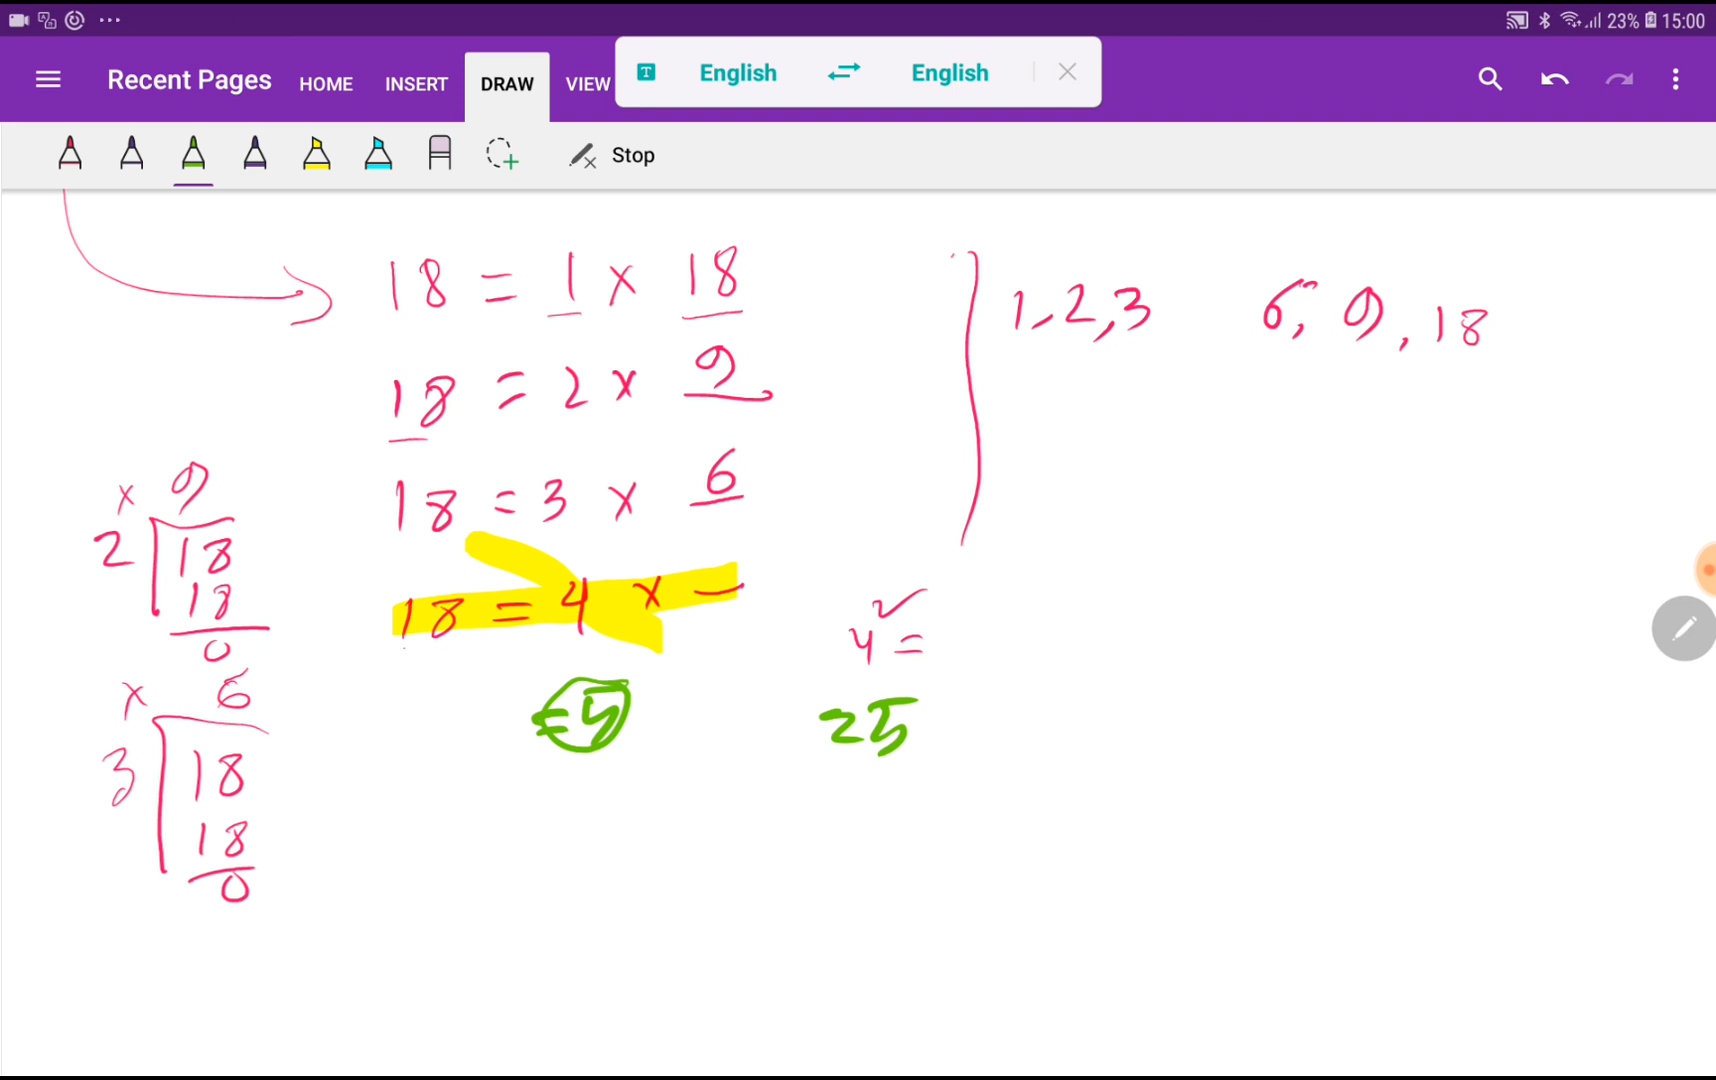 23% 15:00
Recent Pages HOME INSERT DRAW VIEW English English
Stop
18 = 1 x 18
18 = 2 x 9
18 = 3 x 6
18 = 4 x —
1, 2, 3 6, 9, 18
x 9
2 18
18
0
x 6
3 18
18
0
4 =
25